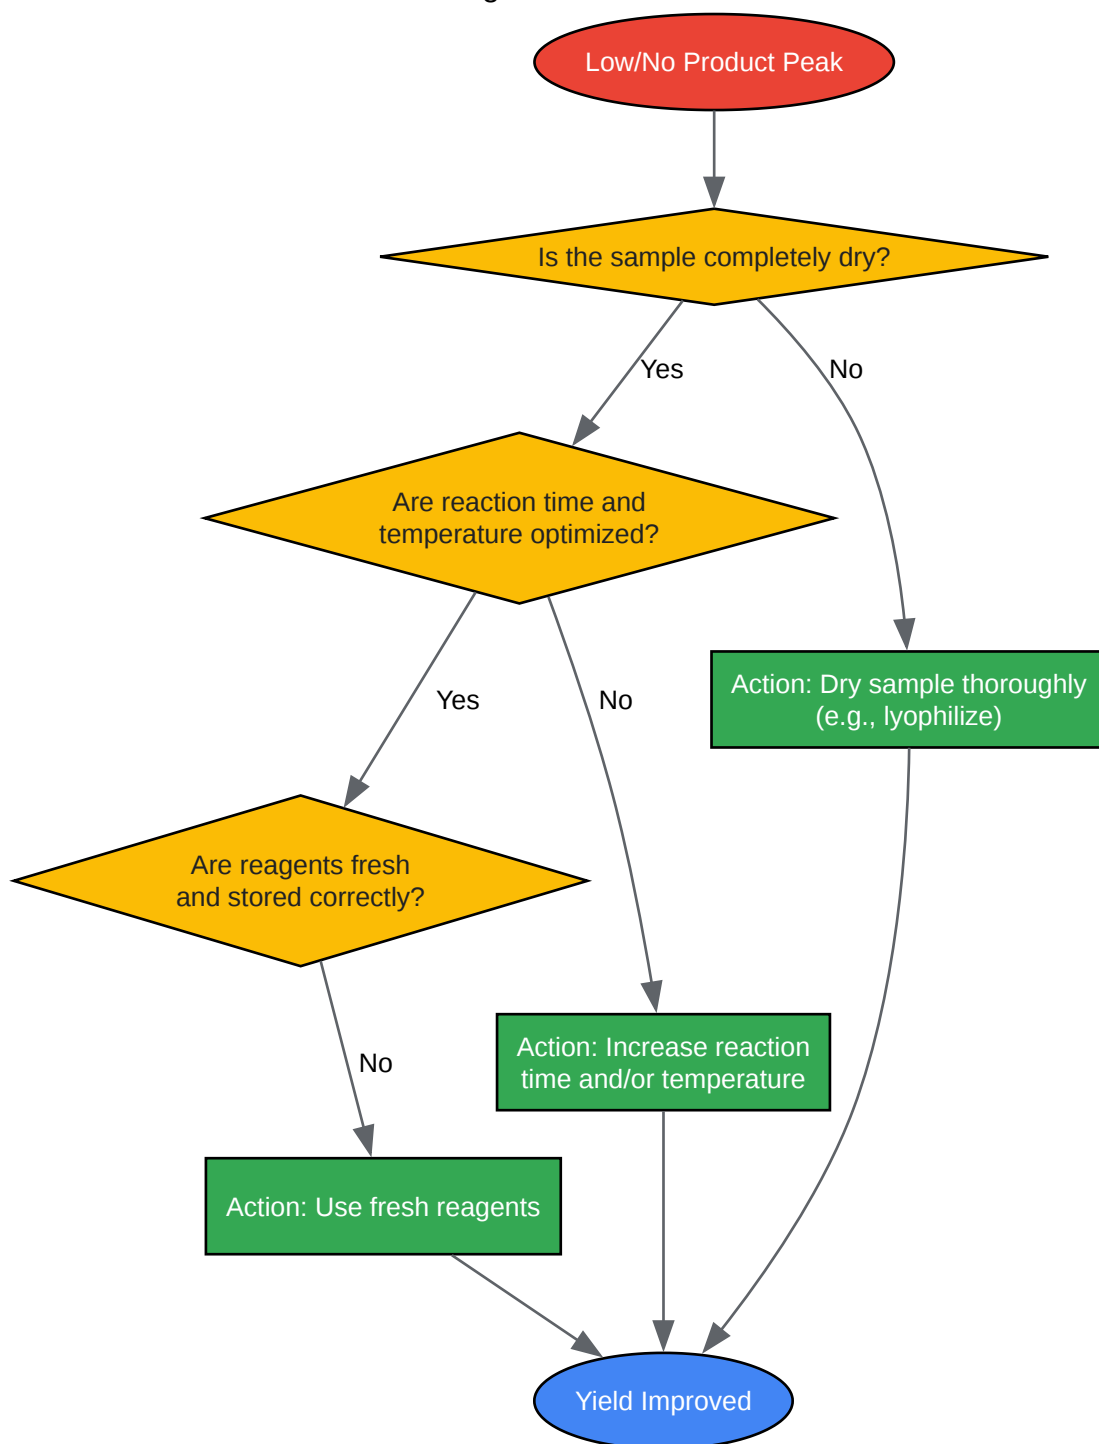 Low/No Product Peak
Is the sample completely dry?
Yes
No
Are reaction time and
temperature optimized?
Yes
No
Action: Dry sample thoroughly
(e.g., lyophilize)
Are reagents fresh
and stored correctly?
No
Action: Increase reaction
time and/or temperature
Action: Use fresh reagents
Yield Improved